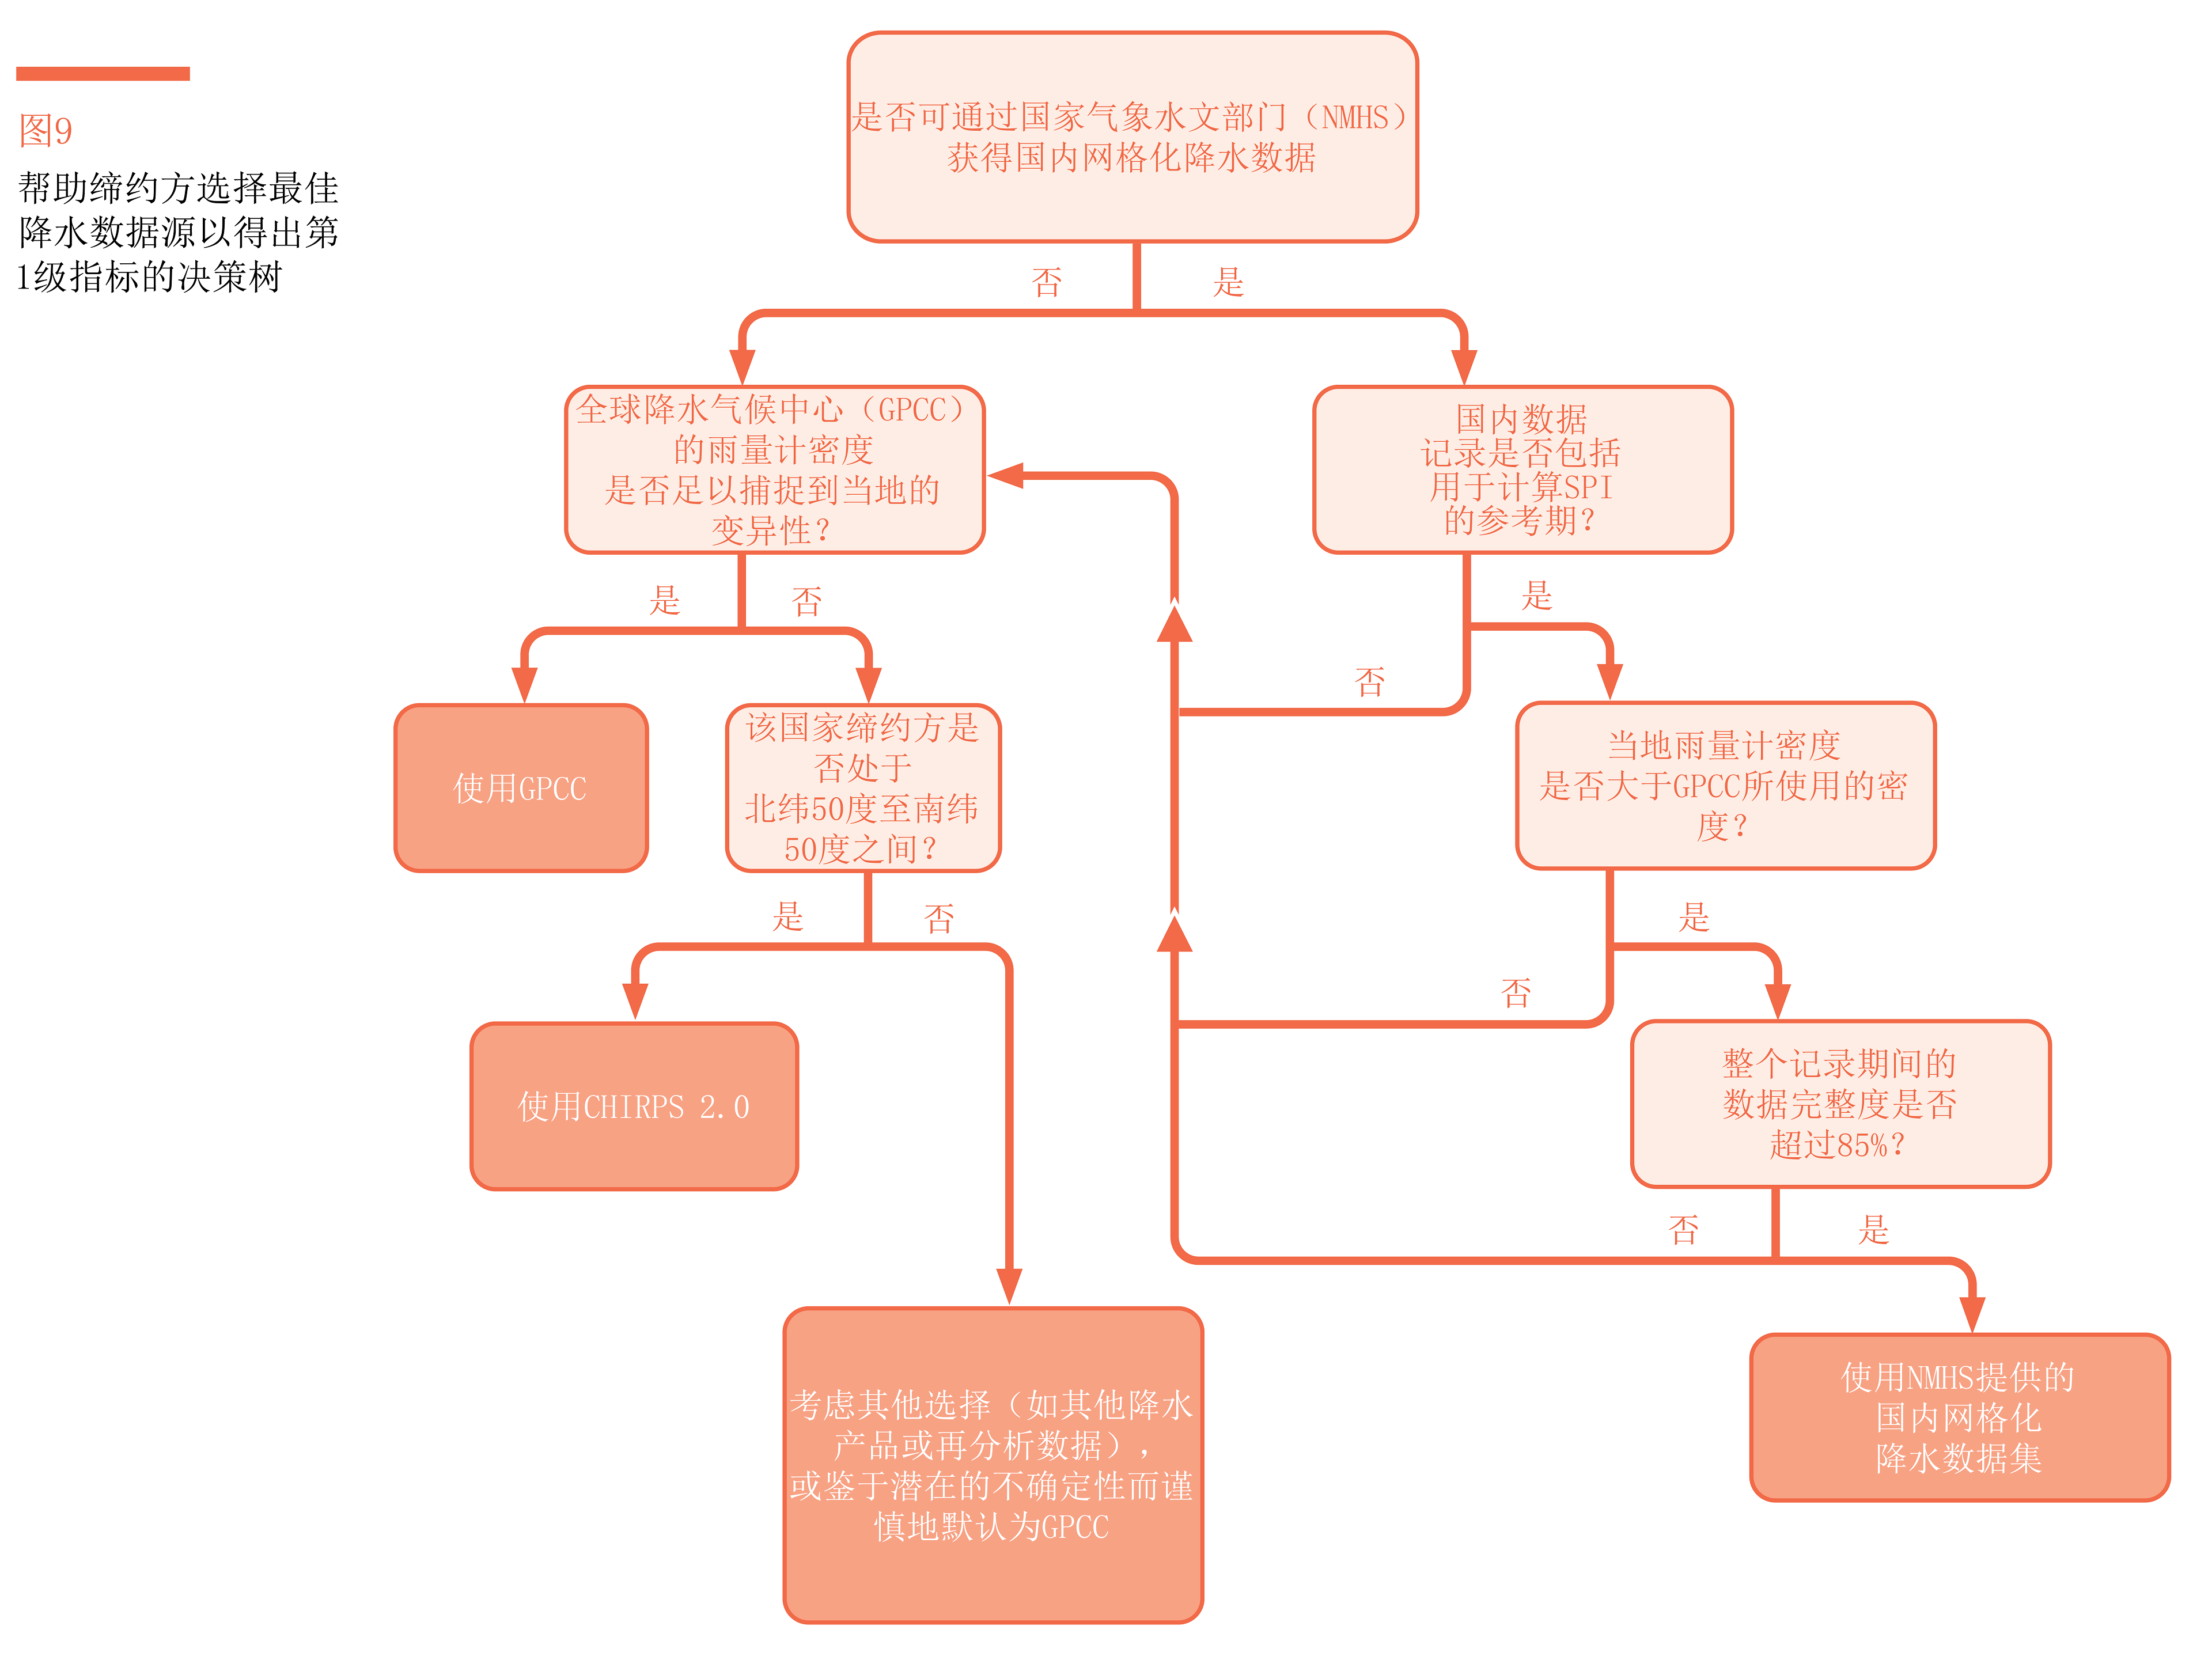 图9
帮助缔约方选择最佳
降水数据源以得出第
1级指标的决策树
是否可通过国家气象水文部门（NMHS）
获得国内网格化降水数据
否
是
全球降水气候中心（GPCC）
的雨量计密度
是否足以捕捉到当地的
变异性？
国内数据
记录是否包括
用于计算SPI
的参考期？
是
否
是
否
使用GPCC
该国家缔约方是
否处于
北纬50度至南纬
50度之间？
当地雨量计密度
是否大于GPCC所使用的密
度？
是
否
是
否
使用CHIRPS 2.0
整个记录期间的
数据完整度是否
超过85%？
否
是
考虑其他选择（如其他降水
产品或再分析数据），
或鉴于潜在的不确定性而谨
慎地默认为GPCC
使用NMHS提供的
国内网格化
降水数据集